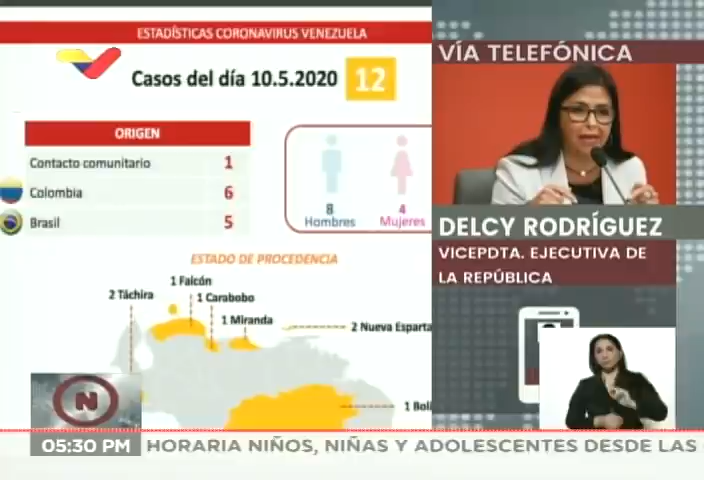 ESTADÍSTICAS CORONAVIRUS VENEZUELA
Casos del día 10.5.2020 12
ORIGEN
Contacto comunitario 1
Colombia 6
Brasil 5
8 Hombres
4 Mujeres
ESTADO DE PROCEDENCIA
1 Falcón
2 Táchira
1 Carabobo
1 Miranda
2 Nueva Esparta
1 Bolí
VÍA TELEFÓNICA
DELCY RODRÍGUEZ
VICEPDTA. EJECUTIVA DE
LA REPÚBLICA
N
05:30 PM HORARIA NIÑOS, NIÑAS Y ADOLESCENTES DESDE LAS